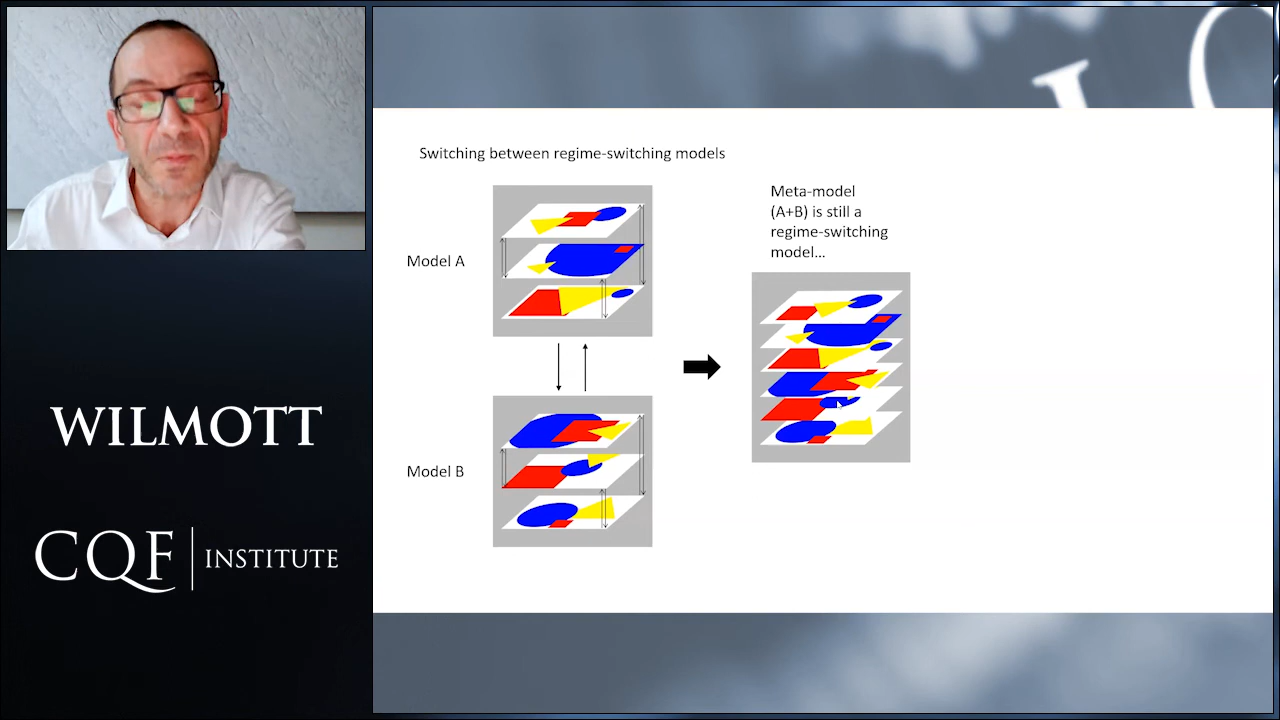 WILMOTT
CQF INSTITUTE
Switching between regime-switching models
Model A
Model B
Meta-model
(A+B) is still a
regime-switching
model...